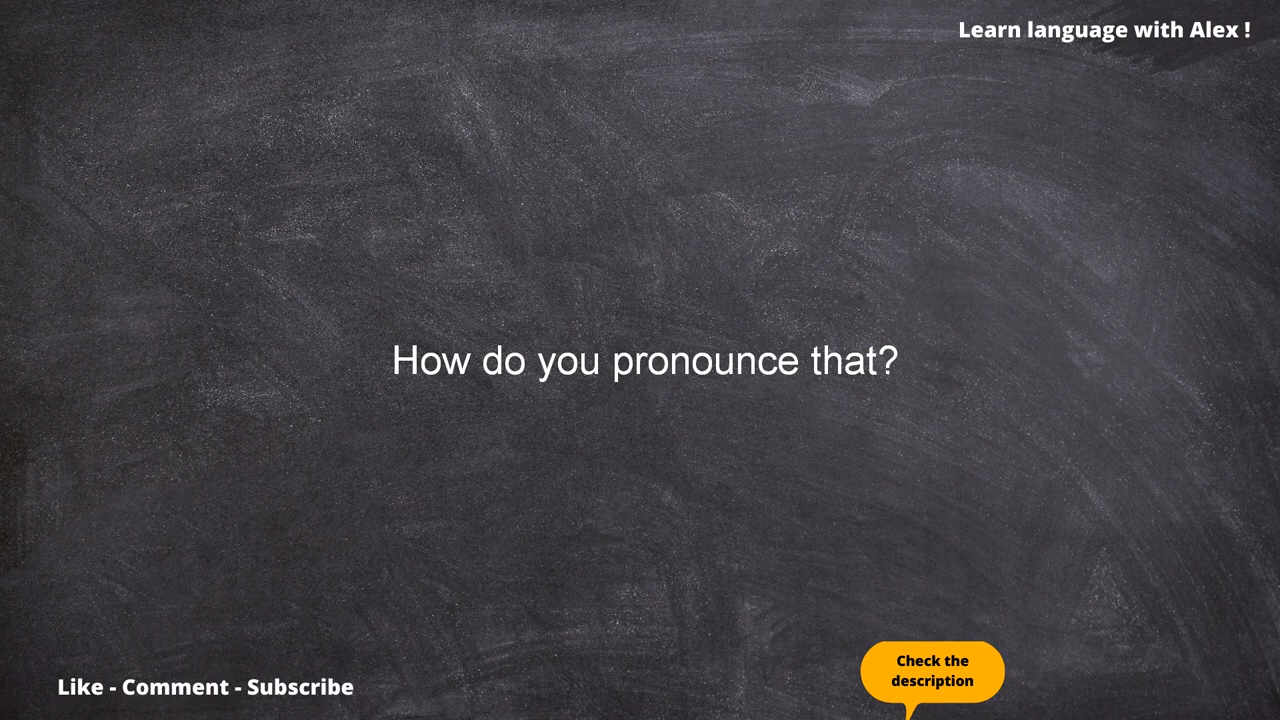 Learn language with Alex !
How do you pronounce that?
Check the
description
Like - Comment - Subscribe